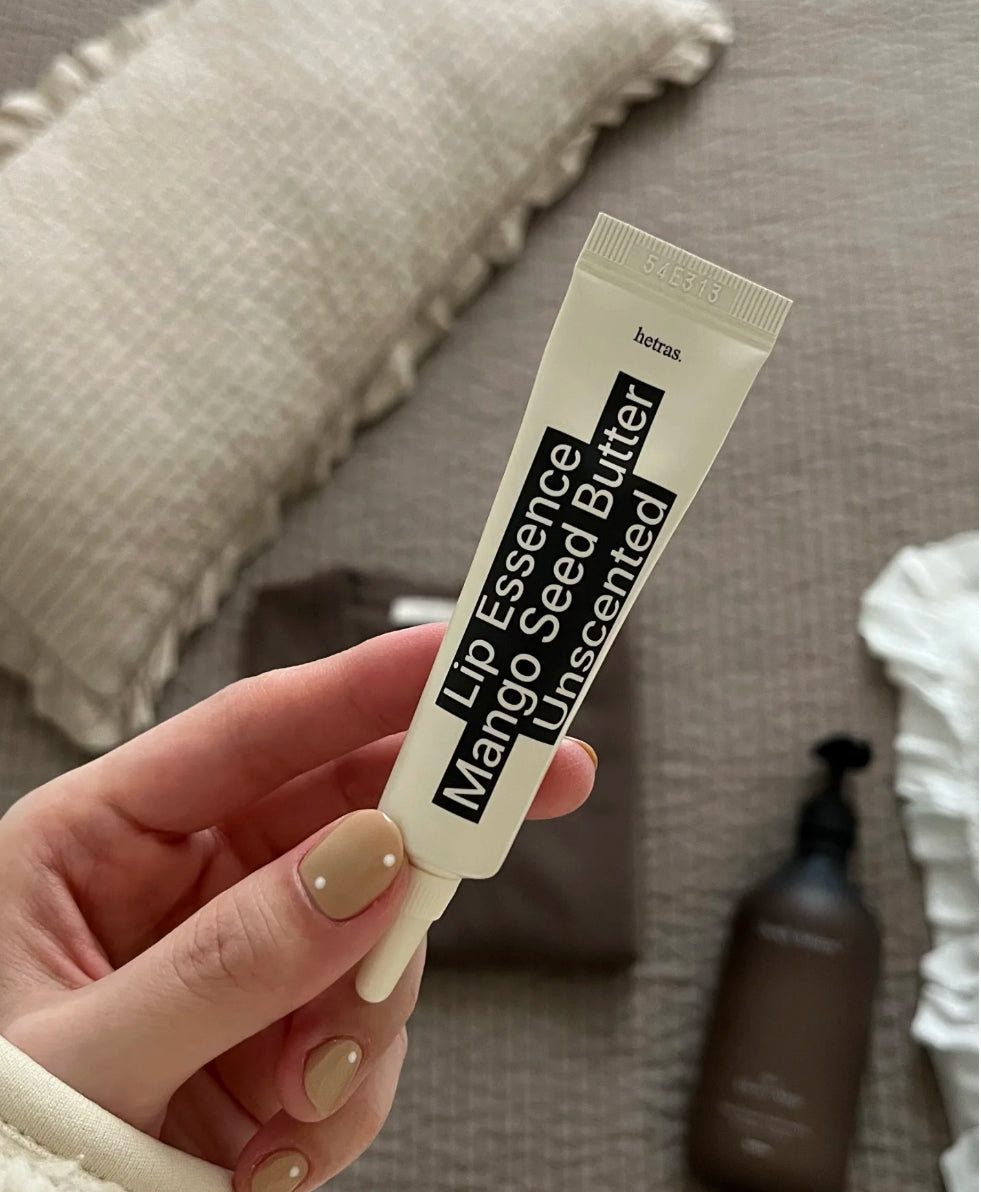 54E313
hetras.
Lip Essence
Mango Seed Butter
Unscented